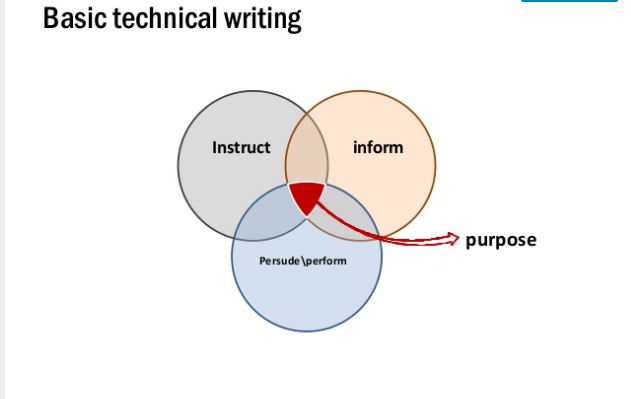 Basic technical writing
Instruct
inform
purpose
Persude\perform